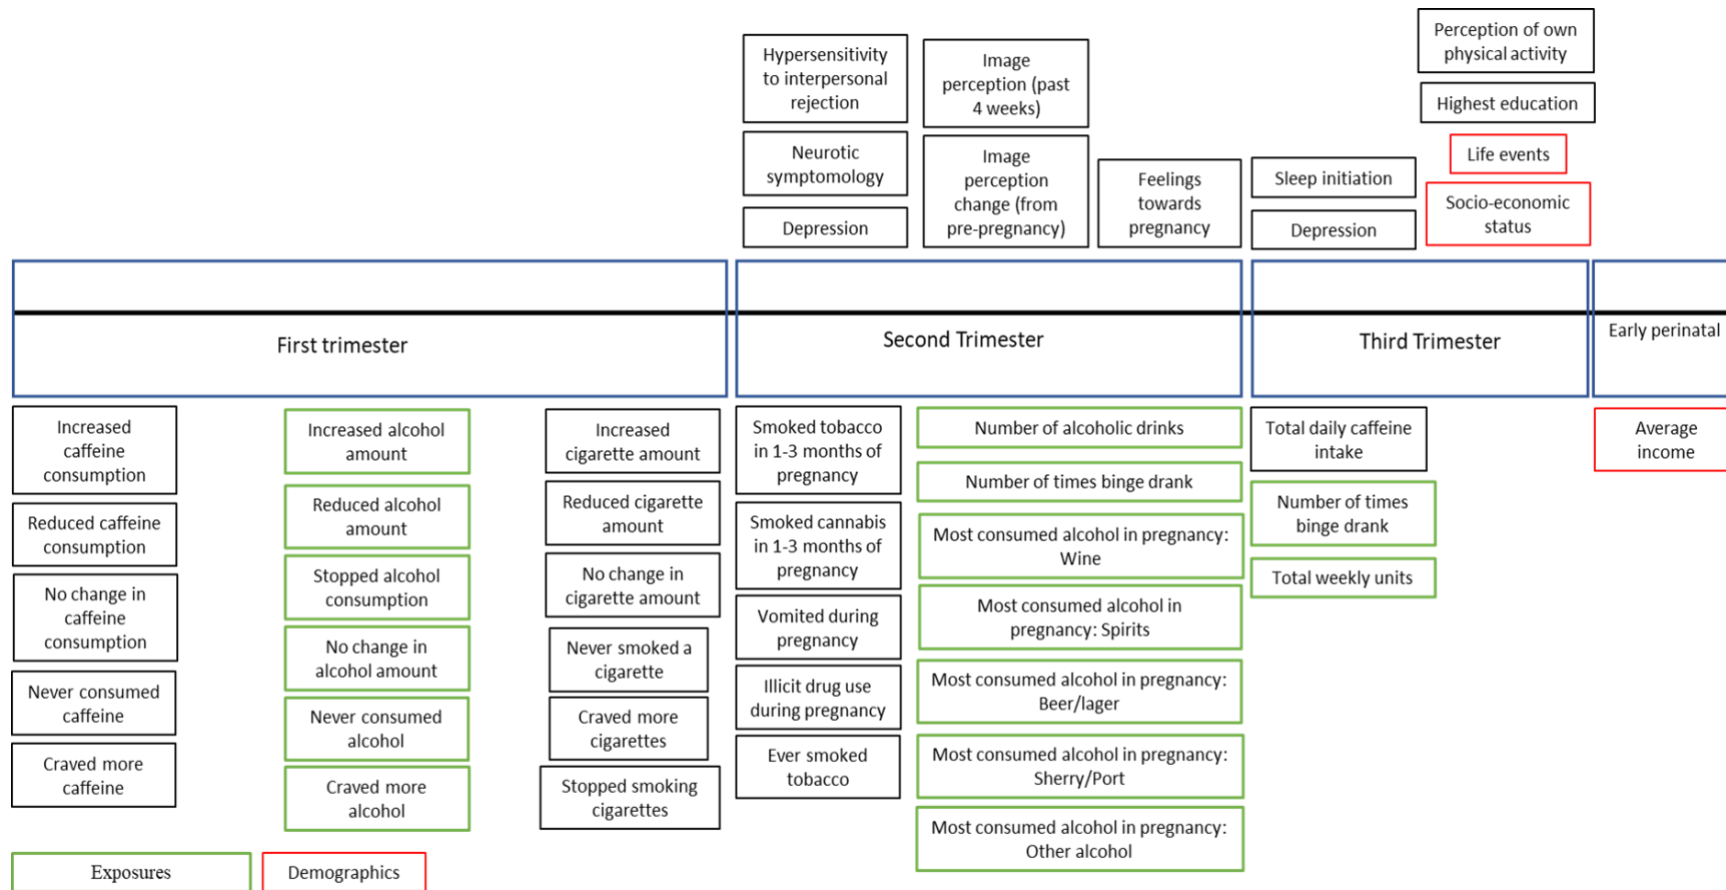 Hypersensitivity
to interpersonal
rejection
Neurotic
symptomology
Depression
Image
perception (past
4 weeks)
Image
perception
change (from
pre-pregnancy)
Feelings
towards
pregnancy
Sleep initiation
Depression
Perception of own
physical activity
Highest education
Life events
Socio-economic
status
First trimester
Second Trimester
Third Trimester
Early perinatal
Increased
caffeine
consumption
Reduced caffeine
consumption
No change in
caffeine
consumption
Never consumed
caffeine
Craved more
caffeine
Increased alcohol
amount
Reduced alcohol
amount
Stopped alcohol
consumption
No change in
alcohol amount
Never consumed
alcohol
Craved more
alcohol
Increased
cigarette amount
Reduced cigarette
amount
No change in
cigarette amount
Never smoked a
cigarette
Craved more
cigarettes
Stopped smoking
cigarettes
Smoked tobacco
in 1-3 months of
pregnancy
Smoked cannabis
in 1-3 months of
pregnancy
Vomited during
pregnancy
Illicit drug use
during pregnancy
Ever smoked
tobacco
Number of alcoholic drinks
Number of times binge drank
Most consumed alcohol in pregnancy:
Wine
Most consumed alcohol in
pregnancy: Spirits
Most consumed alcohol in pregnancy:
Beer/lager
Most consumed alcohol in pregnancy:
Sherry/Port
Most consumed alcohol in pregnancy:
Other alcohol
Total daily caffeine
intake
Number of times
binge drank
Total weekly units
Average
income
Exposures
Demographics